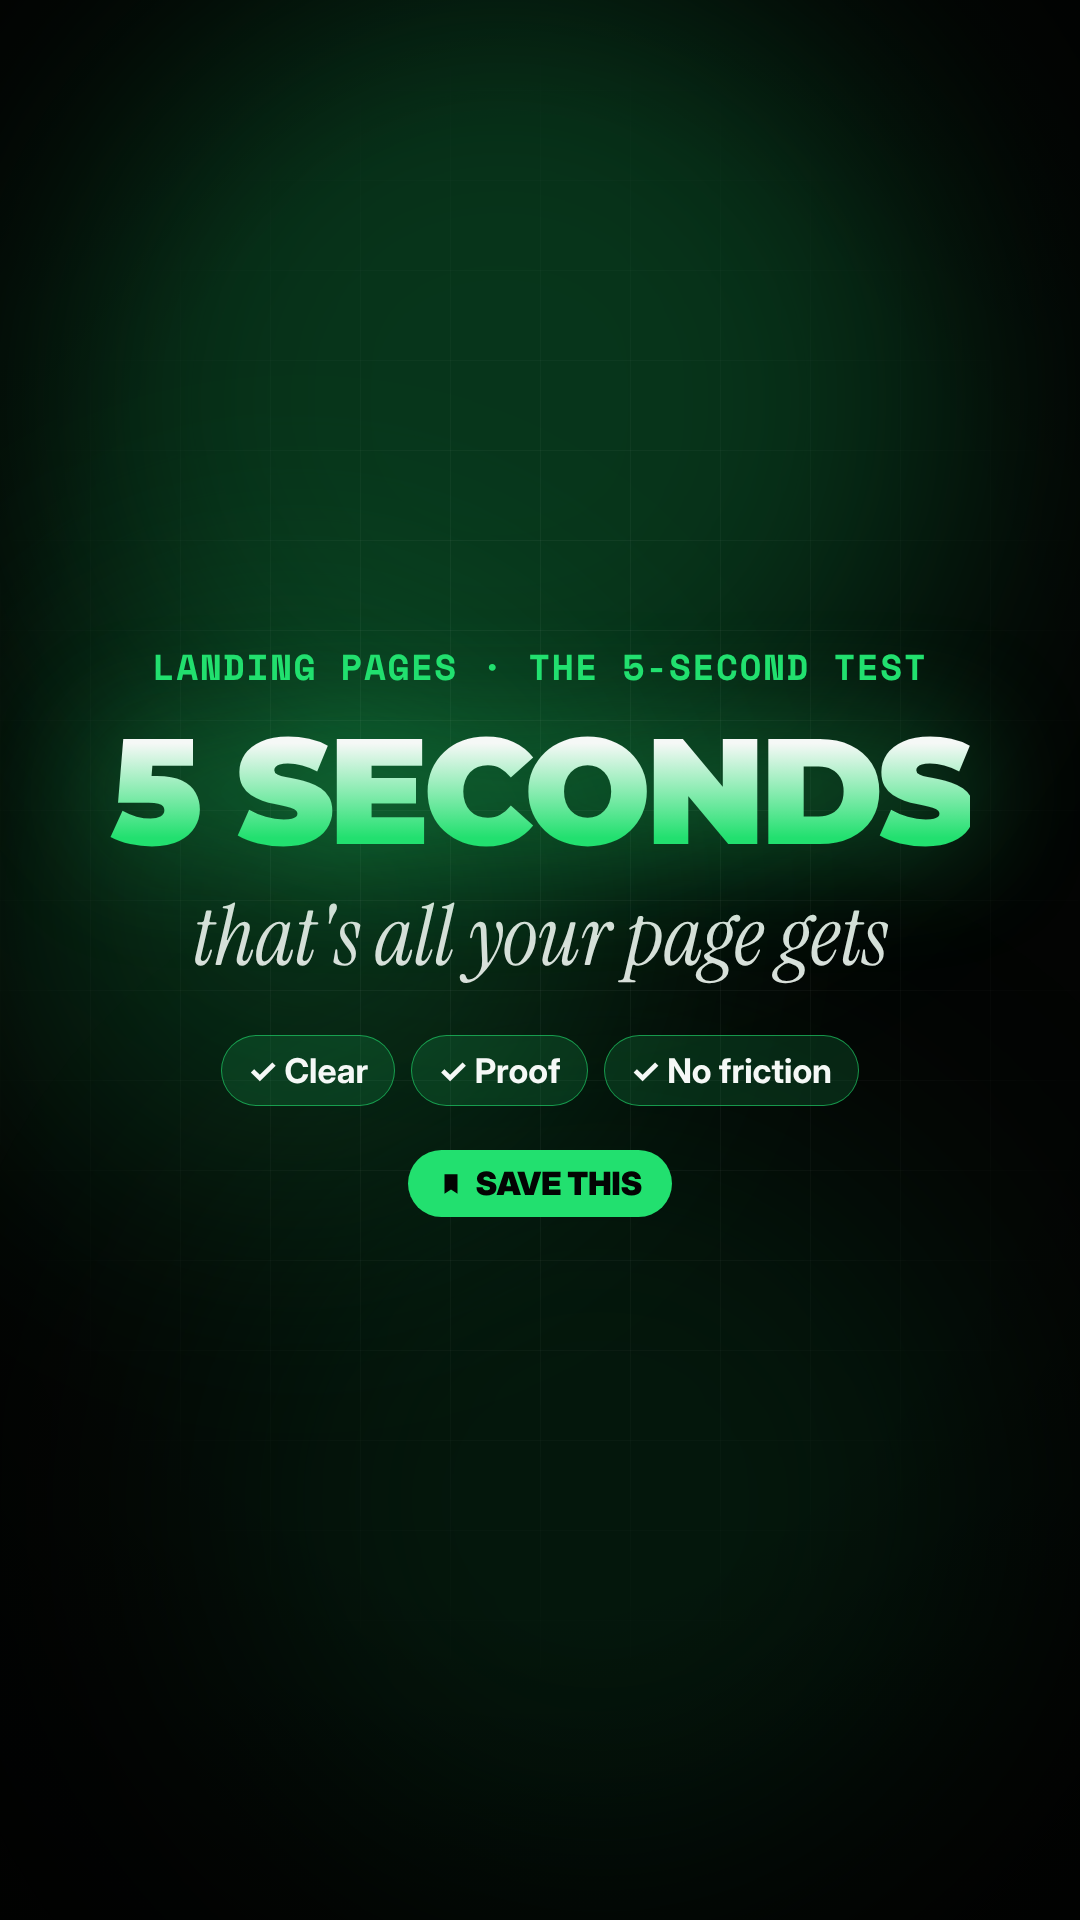 LANDING PAGES · THE 5-SECOND TEST
5 SECONDS
that's all your page gets
✓ Clear ✓ Proof ✓ No friction
SAVE THIS